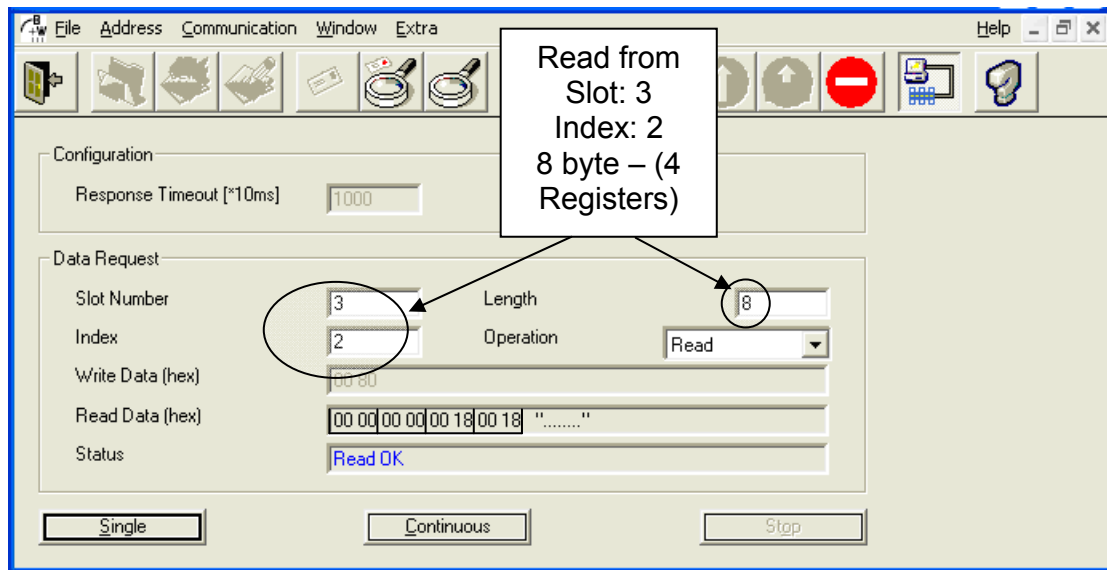 File Address Communication Window Extra Help
Read from
Slot: 3
Index: 2
8 byte – (4
Registers)
Configuration
Response Timeout [*10ms] 1000
Data Request
Slot Number 3 Length 8
Index 2 Operation Read
Write Data (hex) 00 80
Read Data (hex) 00 00 00 00 00 18 00 18 "........"
Status Read OK
Single Continuous Stop